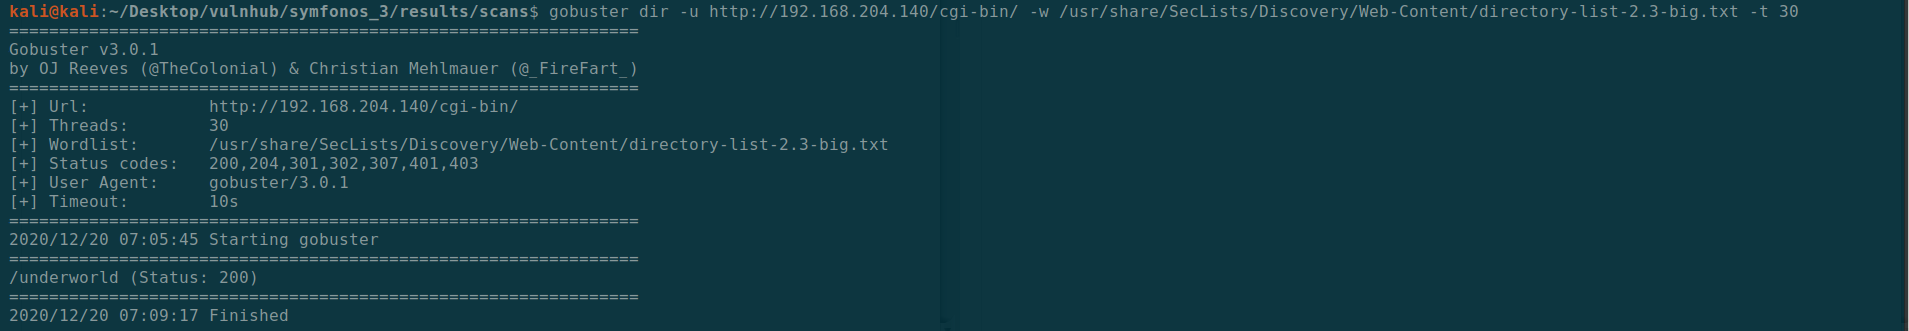 kali@kali:~/Desktop/vulnhub/symfonos_3/results/scans$ gobuster dir -u http://192.168.204.140/cgi-bin/ -w /usr/share/SecLists/Discovery/Web-Content/directory-list-2.3-big.txt -t 30
===============================================================
Gobuster v3.0.1
by OJ Reeves (@TheColonial) & Christian Mehlmauer (@_FireFart_)
===============================================================
[+] Url:            http://192.168.204.140/cgi-bin/
[+] Threads:        30
[+] Wordlist:       /usr/share/SecLists/Discovery/Web-Content/directory-list-2.3-big.txt
[+] Status codes:   200,204,301,302,307,401,403
[+] User Agent:     gobuster/3.0.1
[+] Timeout:        10s
===============================================================
2020/12/20 07:05:45 Starting gobuster
===============================================================
/underworld (Status: 200)
===============================================================
2020/12/20 07:09:17 Finished